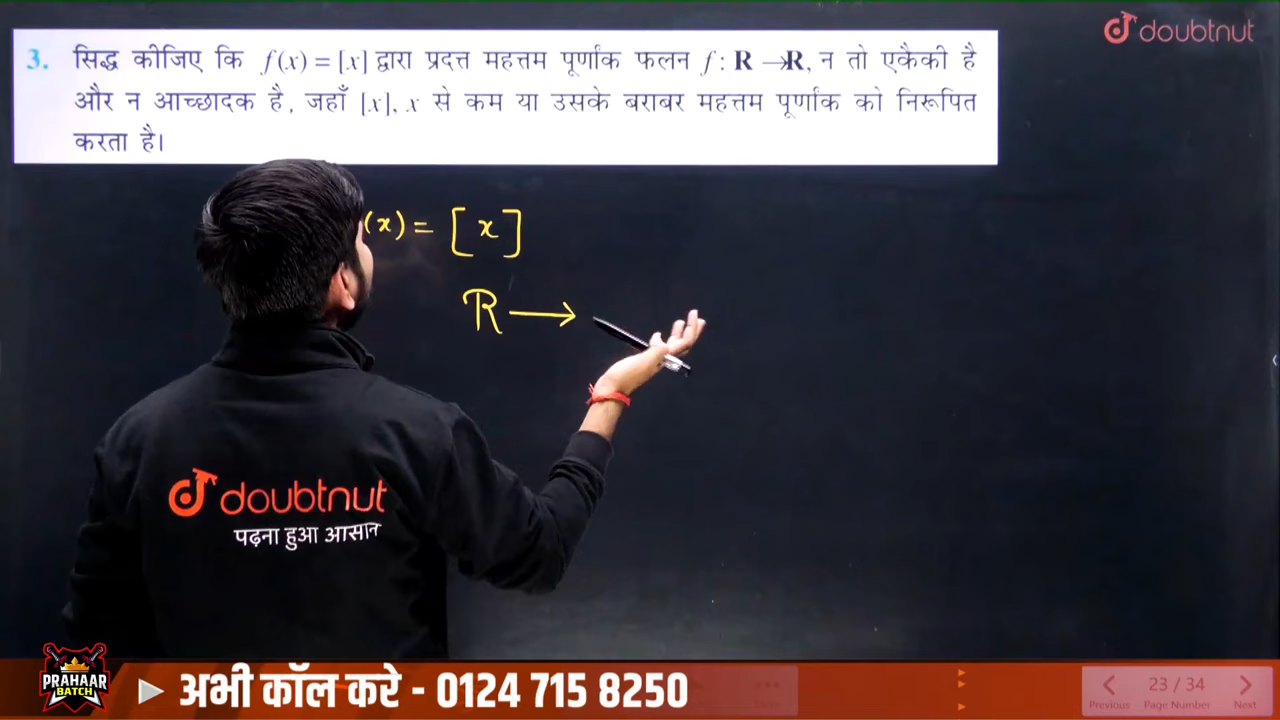 doubtnut
3. सिद्ध कीजिए कि f(x) = [x] द्वारा प्रदत्त महत्तम पूर्णांक फलन f : R → R, न तो एकैकी है
और न आच्छादक है, जहाँ [x], x से कम या उसके बराबर महत्तम पूर्णांक को निरूपित
करता है।
(x) = [x]
R →
doubtnut
पढ़ना हुआ आसान
PRAHAAR
BATCH
अभी कॉल करे - 0124 715 8250
23 / 34
Previous Page Number Next